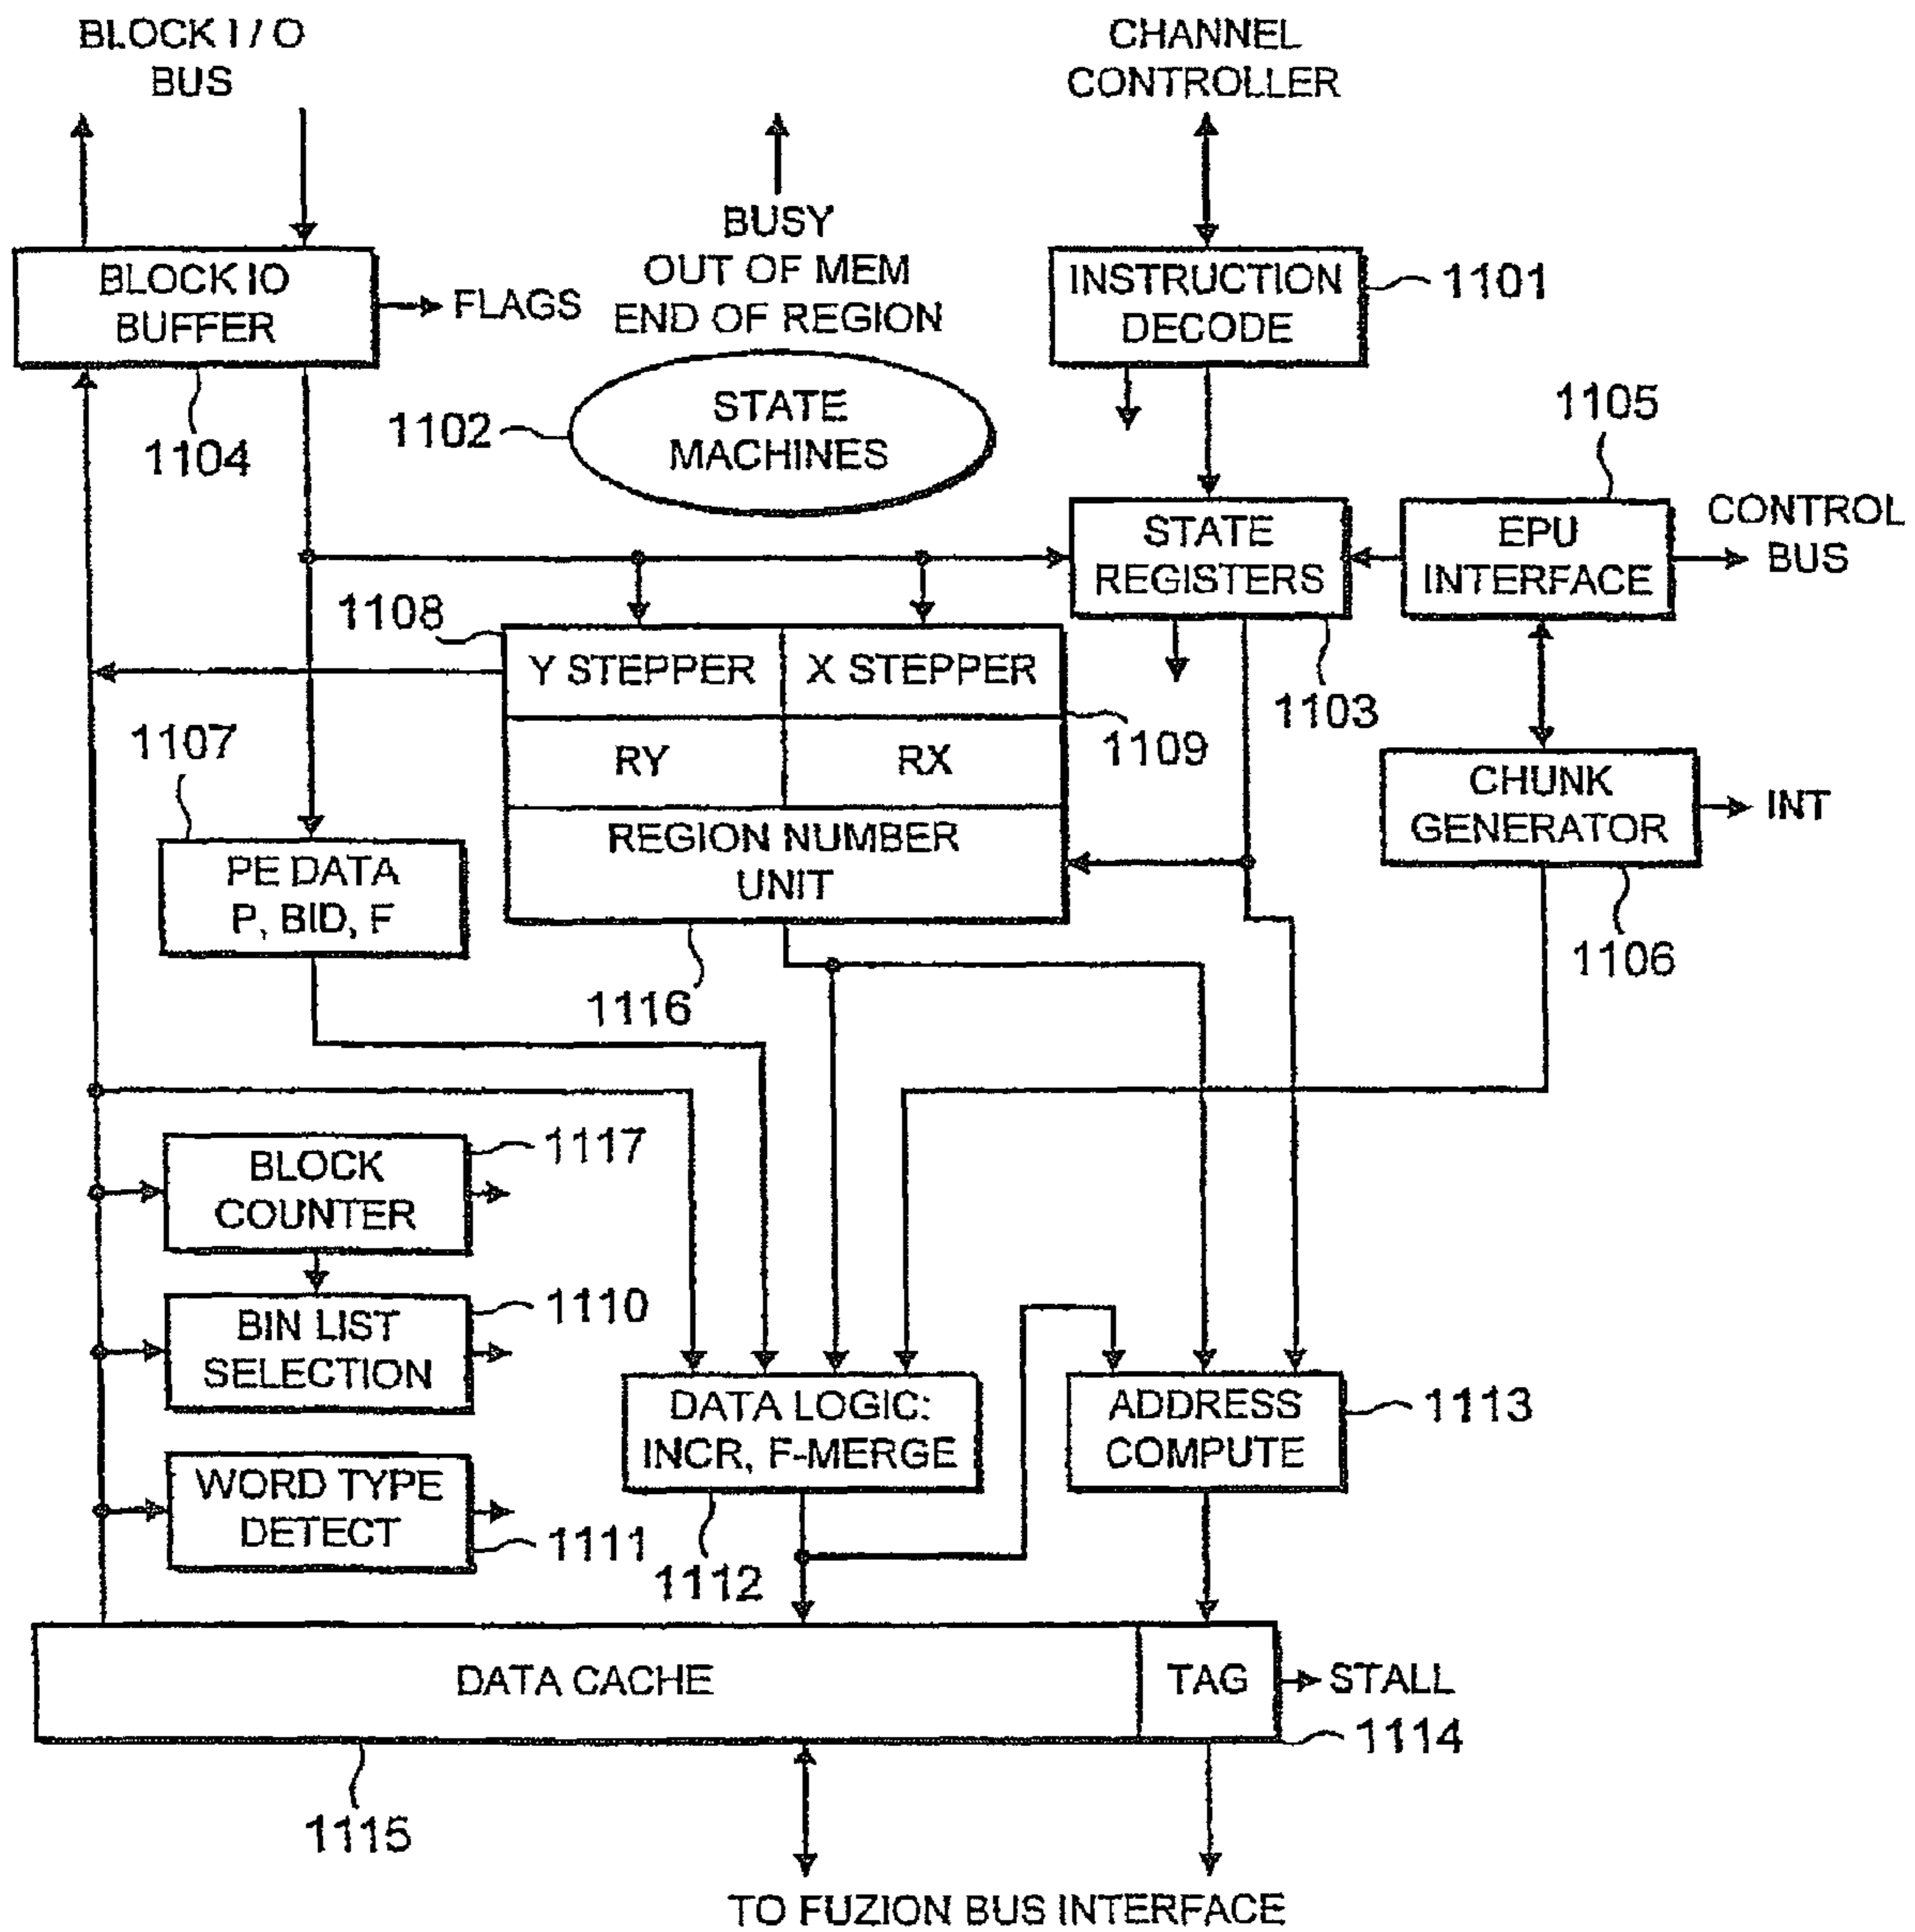 BLOCK I / O
BUS
CHANNEL
CONTROLLER
BUSY
OUT OF MEM
END OF REGION
BLOCK IO
BUFFER
FLAGS
INSTRUCTION
DECODE
1101
1104
1102
STATE
MACHINES
1105
STATE
REGISTERS
EPU
INTERFACE
CONTROL
BUS
1108
Y STEPPER
X STEPPER
1103
1107
RY
RX
1109
CHUNK
GENERATOR
INT
PE DATA
P, BID, F
REGION NUMBER
UNIT
1106
1116
BLOCK
COUNTER
1117
BIN LIST
SELECTION
1110
DATA LOGIC:
INCR, F-MERGE
ADDRESS
COMPUTE
1113
WORD TYPE
DETECT
1111
1112
DATA CACHE
TAG
STALL
1114
1115
TO FUZION BUS INTERFACE